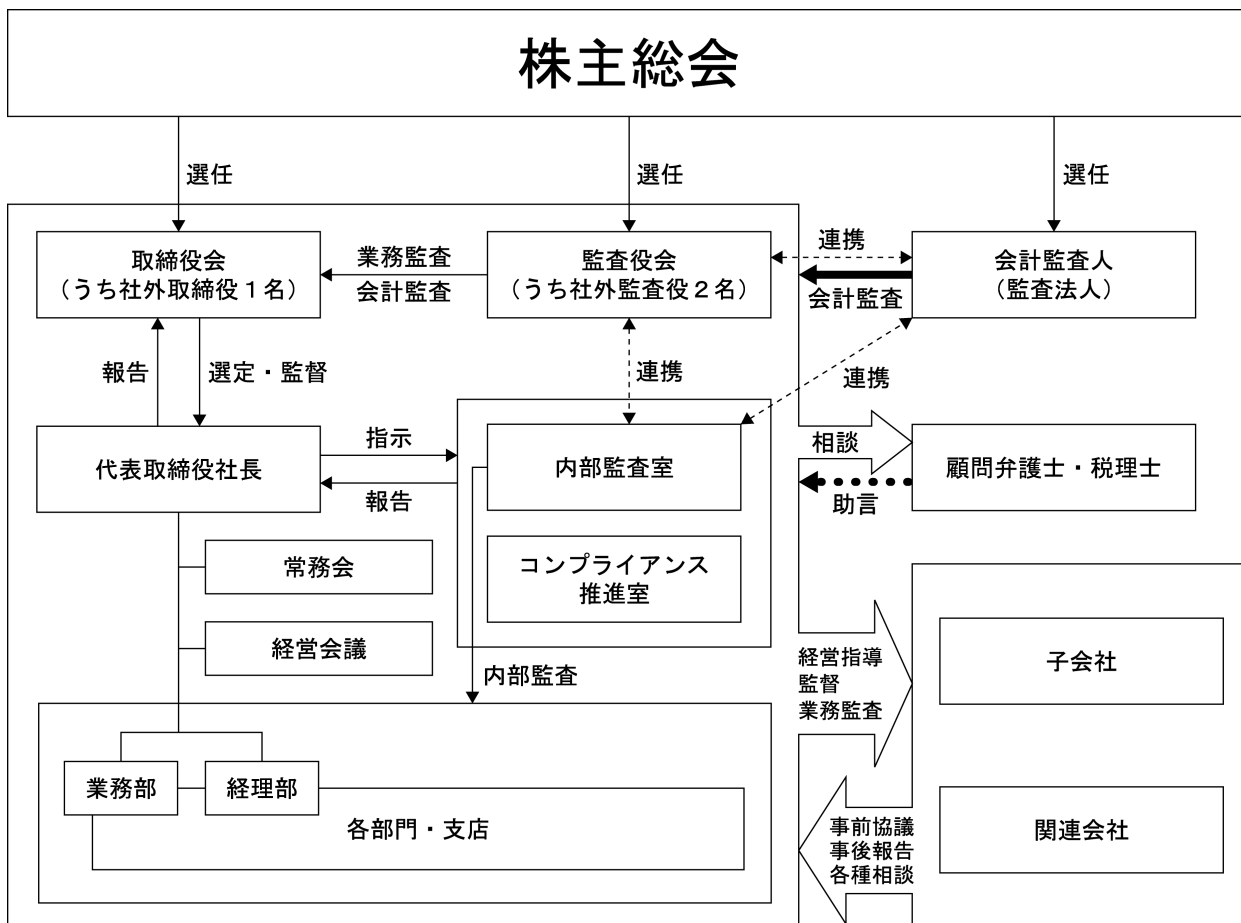 株主総会
選任
選任
選任
取締役会
（うち社外取締役１名）
業務監査
会計監査
監査役会
（うち社外監査役２名）
連携
会計監査
会計監査人
（監査法人）
報告
選定・監督
連携
連携
代表取締役社長
指示
報告
内部監査室
相談
助言
顧問弁護士・税理士
常務会
コンプライアンス
推進室
経営会議
内部監査
経営指導
監督
業務監査
子会社
業務部
経理部
各部門・支店
事前協議
事後報告
各種相談
関連会社